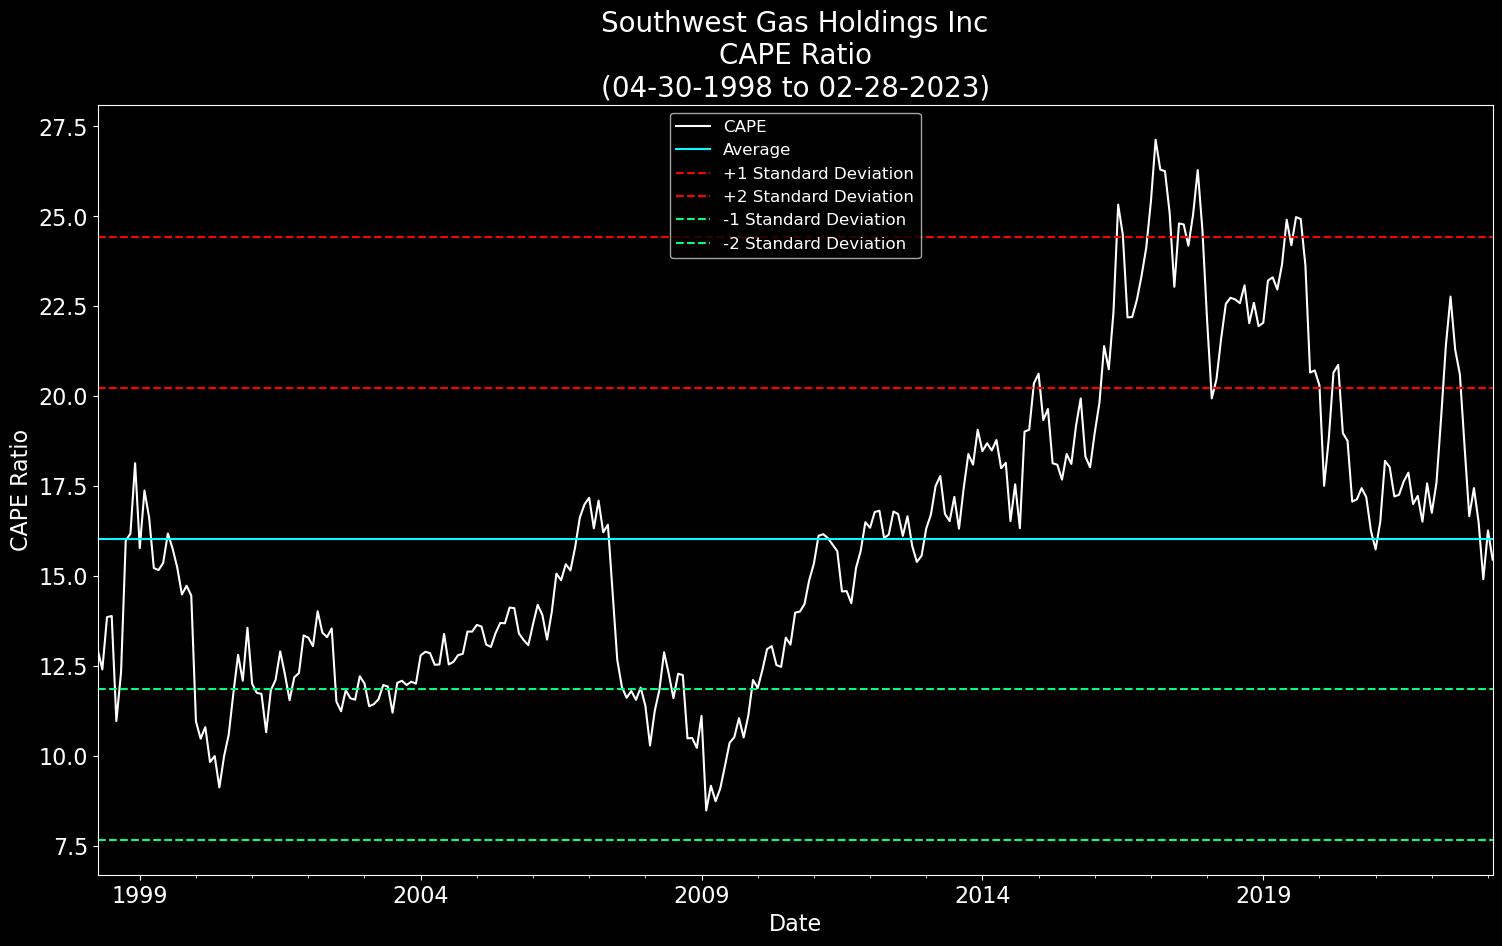 Southwest Gas Holdings Inc
CAPE Ratio
(04-30-1998 to 02-28-2023)
CAPE
Average
+1 Standard Deviation
+2 Standard Deviation
-1 Standard Deviation
-2 Standard Deviation
27.5
25.0
22.5
20.0
17.5
15.0
12.5
10.0
7.5
CAPE Ratio
1999 2004 2009 2014 2019
Date